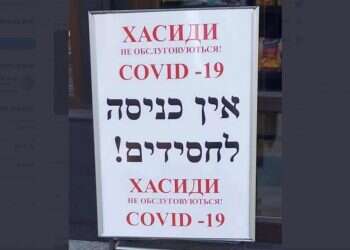 ХАСИДИ
НЕ ОБСЛУГОВУЮТЬСЯ!
COVID -19
אין כניסה
לחסידים!
ХАСИДИ
НЕ ОБСЛУГОВУЮТЬСЯ!
COVID -19